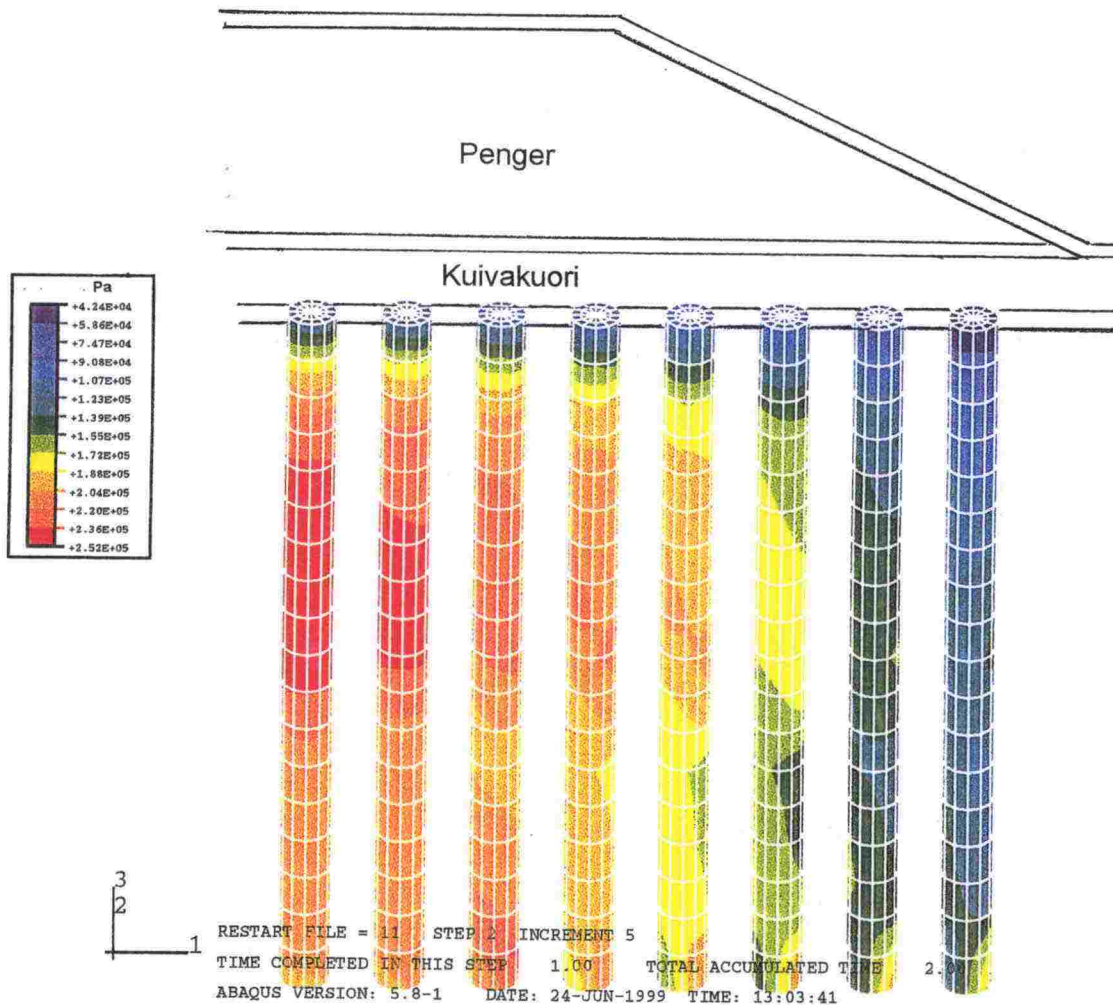 Penger
Kuivakuori
Pa
+4.24E+04
+5.86E+04
+7.47E+04
+9.08E+04
+1.07E+05
+1.23E+05
+1.39E+05
+1.55E+05
+1.72E+05
+1.88E+05
+2.04E+05
+2.20E+05
+2.36E+05
+2.52E+05
3
2
1
RESTART FILE = 11 STEP 2 INCREMENT 5
TIME COMPLETED IN THIS STEP 1.00 TOTAL ACCUMULATED TIME 2.00
ABAQUS VERSION: 5.8-1 DATE: 24-JUN-1999 TIME: 13:03:41